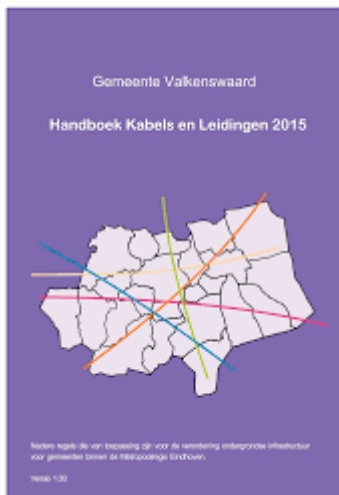 Gemeente Valkenswaard
Handboek Kabels en Leidingen 2015
Nadere regels die van toepassing zijn voor de verordening ondergrondse infrastructuur
voor gemeenten binnen de Metropoolregio Eindhoven.
Versie 1.00